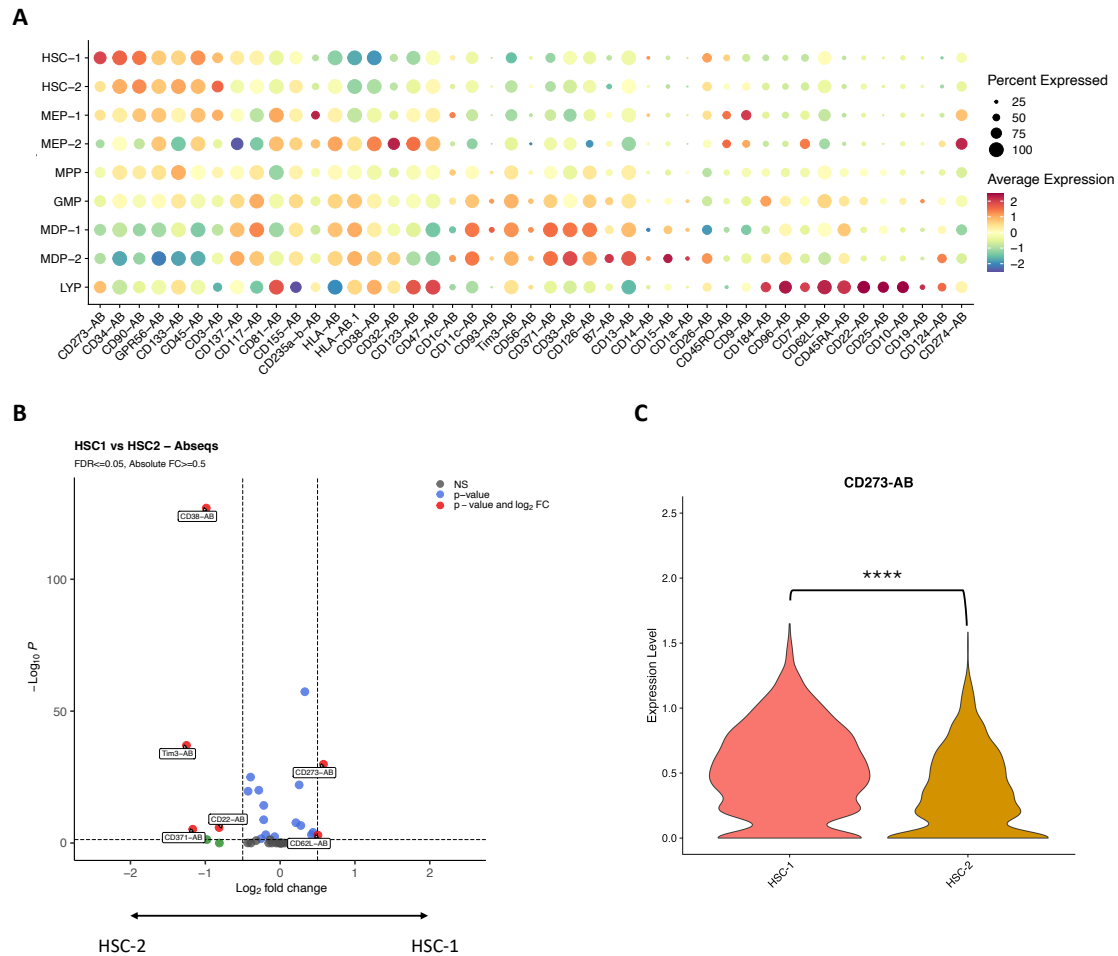 A
HSC-1
HSC-2
MEP-1
MEP-2
MPP
GMP
MDP-1
MDP-2
LYP
CD273-AB
CD34-AB
CD90-AB
GPR56-AB
CD133-AB
CD45-AB
CD3-AB
CD137-AB
CD117-AB
CD81-AB
CD155-AB
CD235a-b-AB
HLA-AB
HLA-AB.1
CD38-AB
CD32-AB
CD123-AB
CD47-AB
CD1c-AB
CD11c-AB
CD93-AB
Tim3-AB
CD56-AB
CD371-AB
CD33-AB
CD126-AB
B7-AB
CD13-AB
CD14-AB
CD15-AB
CD1a-AB
CD26-AB
CD45RO-AB
CD9-AB
CD184-AB
CD96-AB
CD7-AB
CD62L-AB
CD45RA-AB
CD22-AB
CD25-AB
CD10-AB
CD19-AB
CD124-AB
CD274-AB
Percent Expressed
25
50
75
100
Average Expression
2
1
0
−1
−2
B
HSC1 vs HSC2 − Abseqs
FDR<=0.05, Absolute FC>=0.5
NS
p−value
p − value and log₂ FC
CD38−AB
Tim3−AB
CD273−AB
CD22−AB
CD371−AB
CD62L−AB
100
50
0
−Log₁₀ P
−2
−1
0
1
2
Log₂ fold change
HSC-2
HSC-1
C
CD273-AB
****
2.5
2.0
1.5
1.0
0.5
0.0
Expression Level
HSC-1
HSC-2